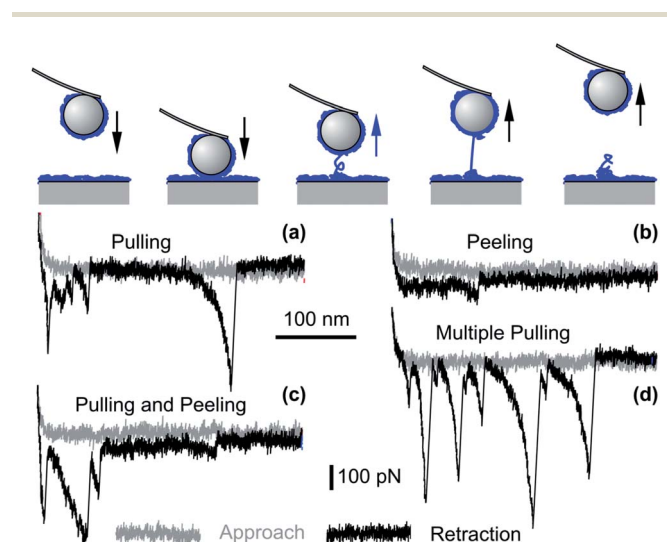 (a)
Pulling
(b)
Peeling
100 nm
Multiple Pulling
(c)
(d)
Pulling and Peeling
100 pN
Approach
Retraction